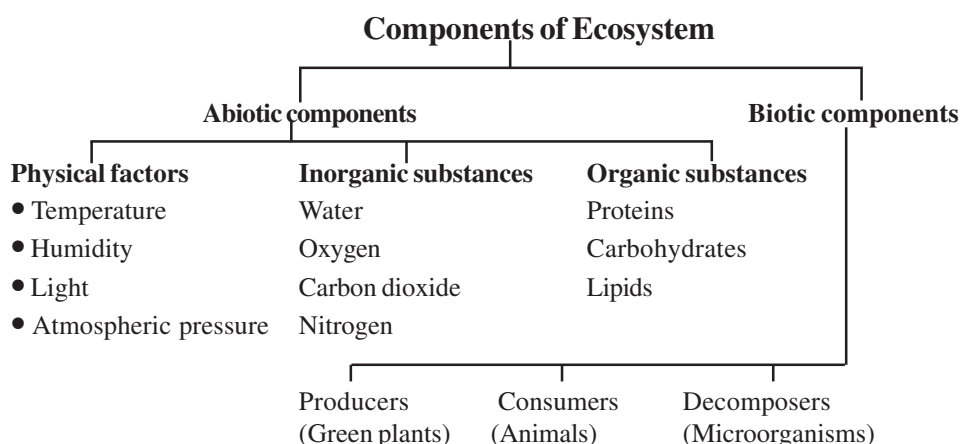 Components of Ecosystem
Abiotic components
Biotic components
Physical factors
• Temperature
• Humidity
• Light
• Atmospheric pressure
Inorganic substances
Water
Oxygen
Carbon dioxide
Nitrogen
Organic substances
Proteins
Carbohydrates
Lipids
Producers
(Green plants)
Consumers
(Animals)
Decomposers
(Microorganisms)